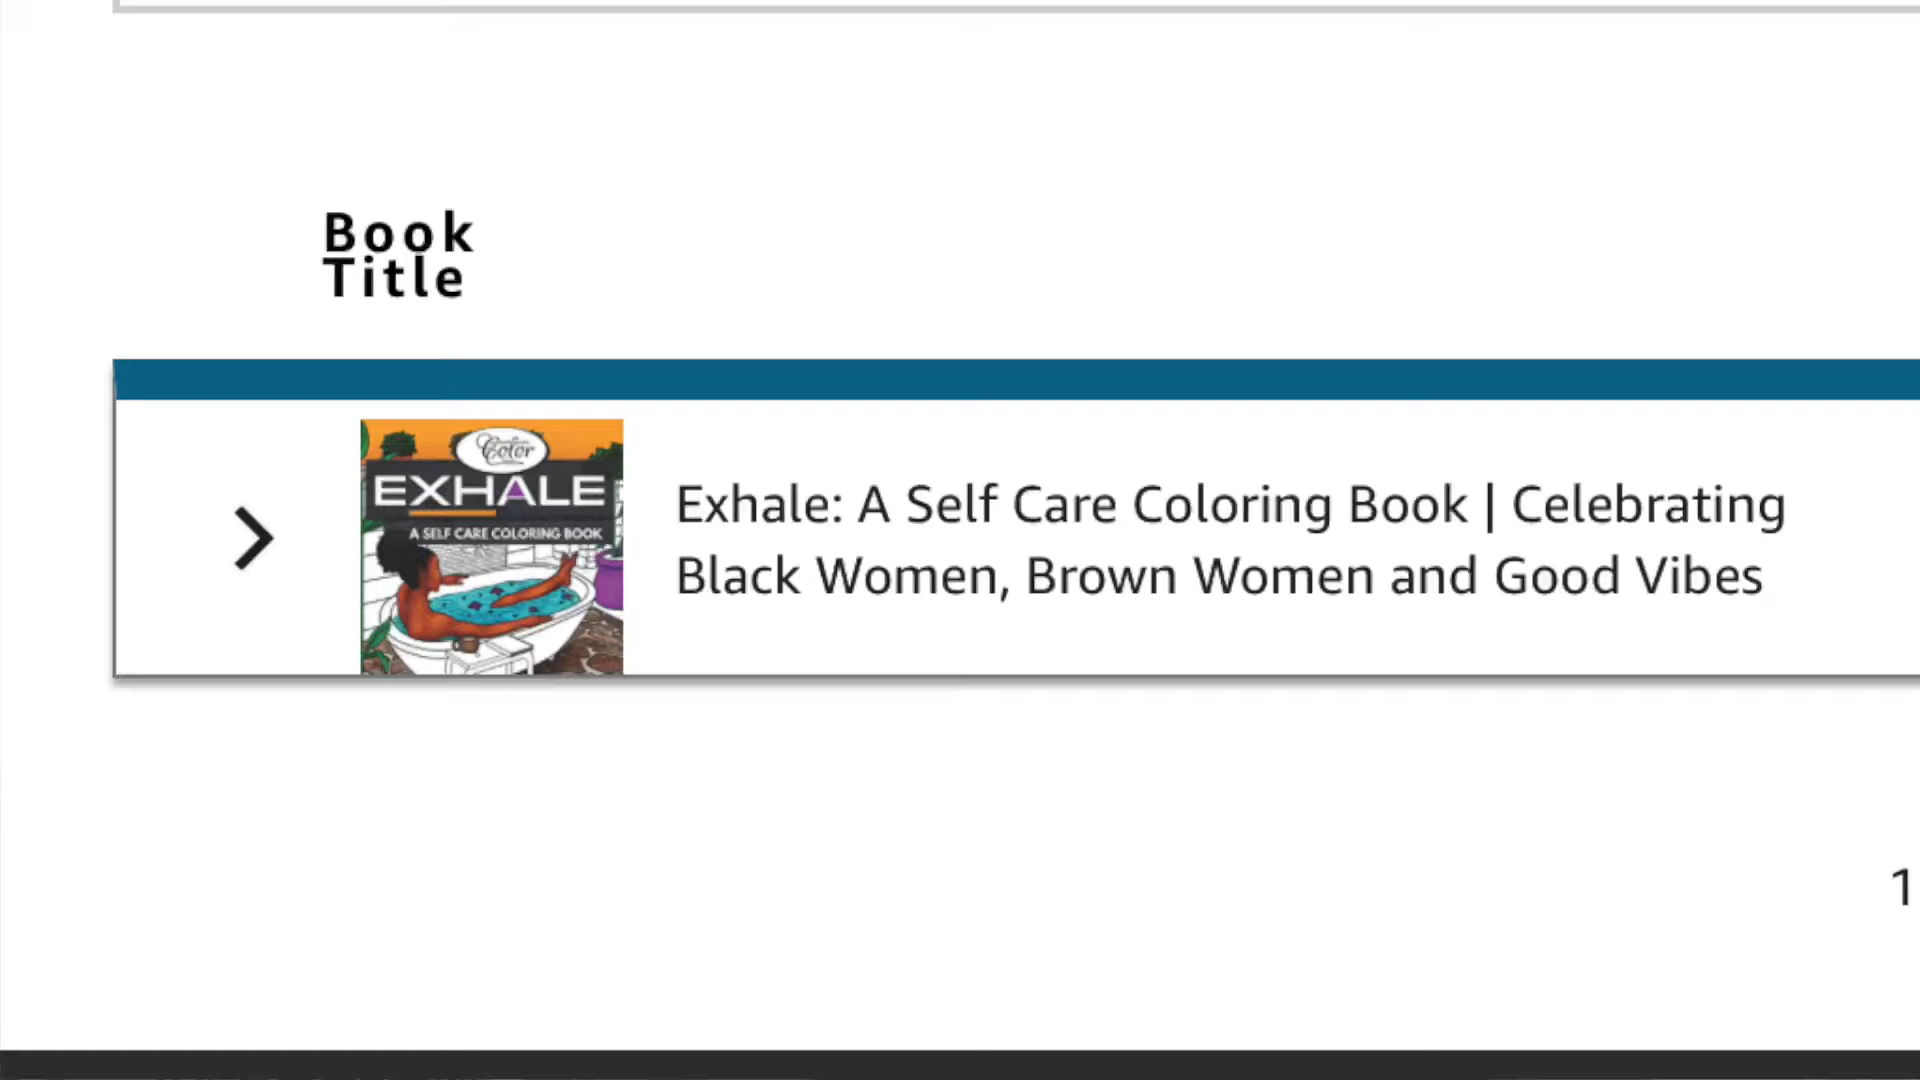 Book
Title
Color
EXHALE
A SELF CARE COLORING BOOK
Exhale: A Self Care Coloring Book | Celebrating
Black Women, Brown Women and Good Vibes
1